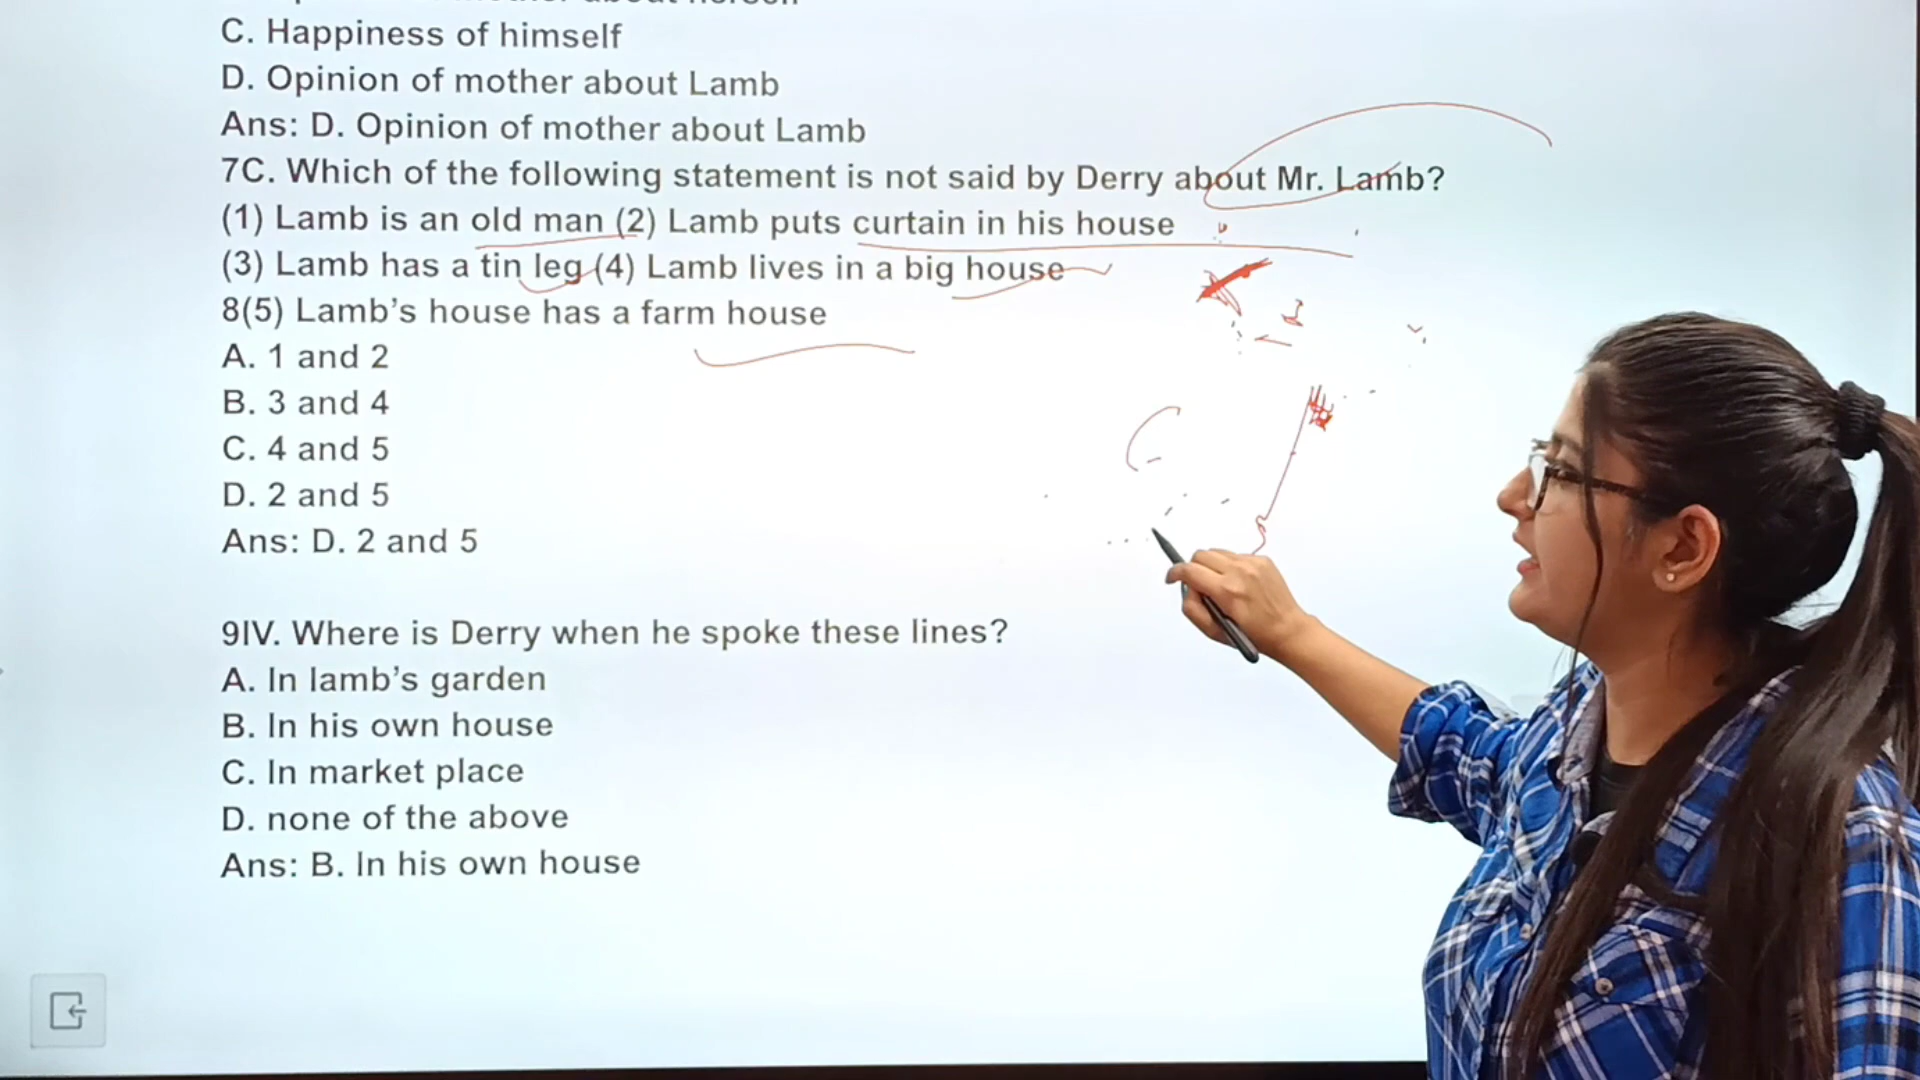 C. Happiness of himself
D. Opinion of mother about Lamb
Ans: D. Opinion of mother about Lamb
7C. Which of the following statement is not said by Derry about Mr. Lamb?
(1) Lamb is an old man (2) Lamb puts curtain in his house
(3) Lamb has a tin leg (4) Lamb lives in a big house
8(5) Lamb's house has a farm house
A. 1 and 2
B. 3 and 4
C. 4 and 5
D. 2 and 5
Ans: D. 2 and 5
9IV. Where is Derry when he spoke these lines?
A. In lamb's garden
B. In his own house
C. In market place
D. none of the above
Ans: B. In his own house